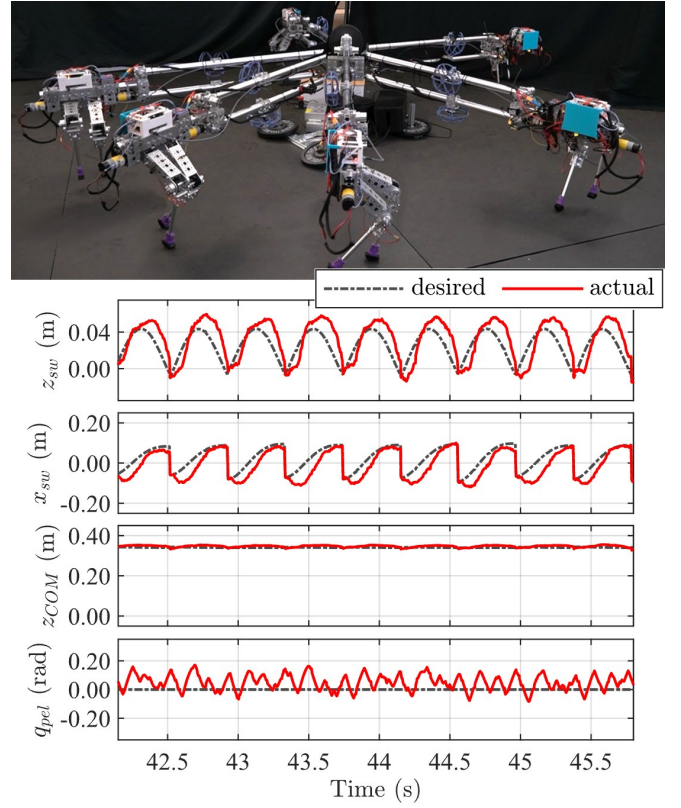 desired
actual
z_sw (m)
0.04
0.00
x_sw (m)
0.20
0.00
-0.20
z_COM (m)
0.40
0.20
0.00
q_pel (rad)
0.20
0.00
-0.20
42.5 43 43.5 44 44.5 45 45.5
Time (s)